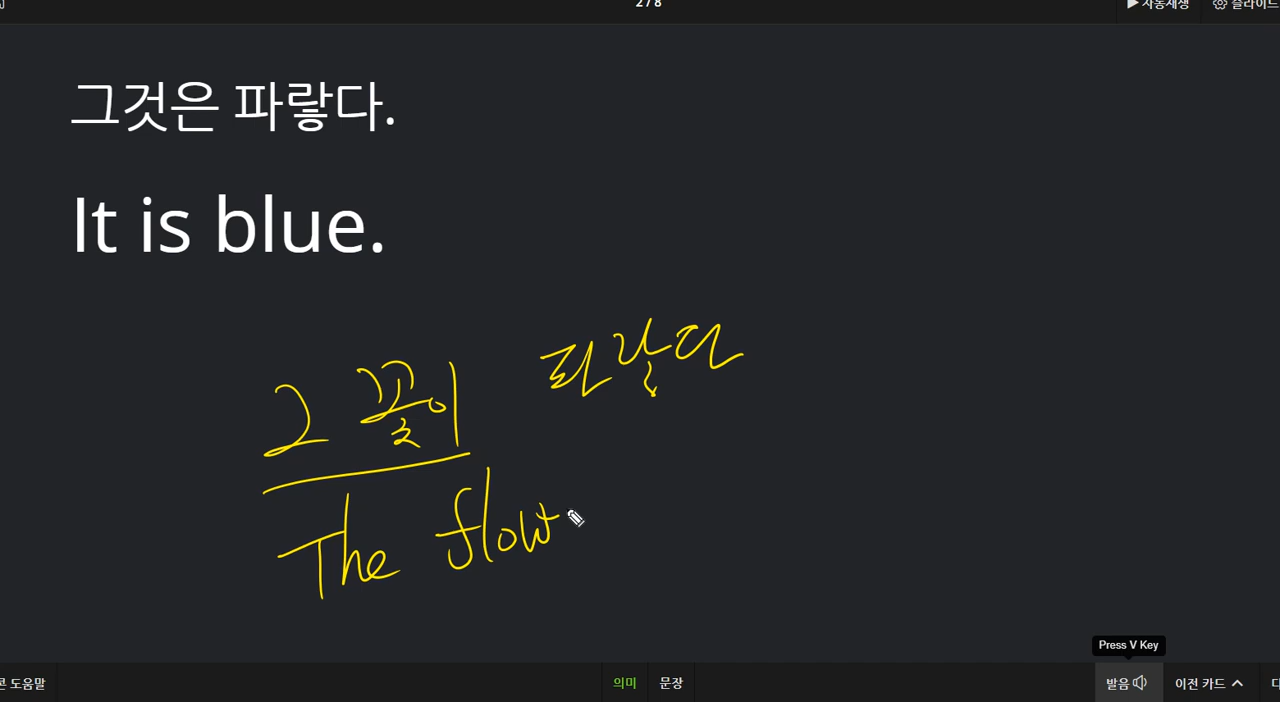 2 / 8
▶ 자동재생
슬라이드
그것은 파랗다.
It is blue.
그 꽃이 파랗다
The flow
Press V Key
도움말
의미
문장
발음
이전 카드